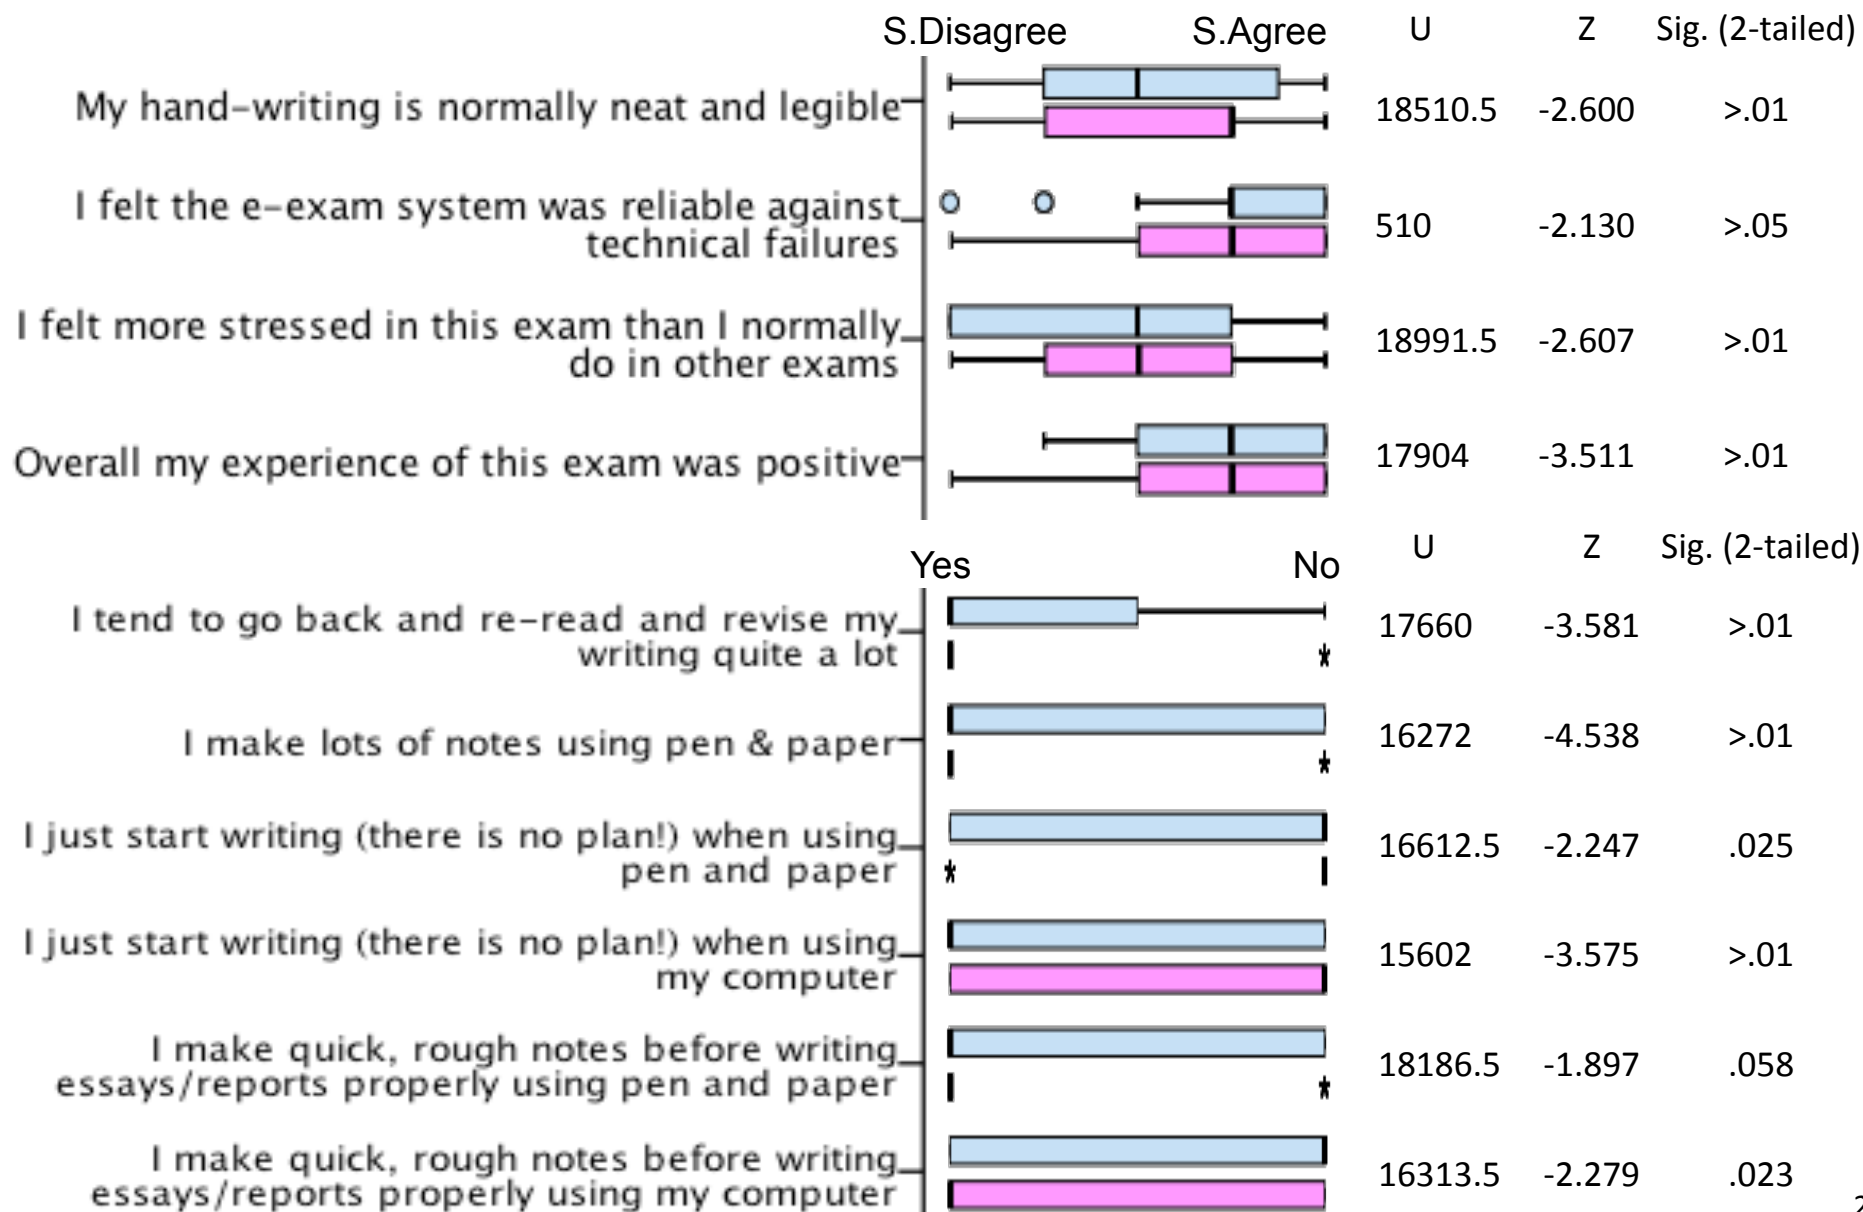 S.Disagree S.Agree U Z Sig. (2-tailed)
My hand-writing is normally neat and legible 18510.5 -2.600 >.01
I felt the e-exam system was reliable against
technical failures 510 -2.130 >.05
I felt more stressed in this exam than I normally
do in other exams 18991.5 -2.607 >.01
Overall my experience of this exam was positive 17904 -3.511 >.01
Yes No U Z Sig. (2-tailed)
I tend to go back and re-read and revise my
writing quite a lot 17660 -3.581 >.01
I make lots of notes using pen & paper 16272 -4.538 >.01
I just start writing (there is no plan!) when using
pen and paper 16612.5 -2.247 .025
I just start writing (there is no plan!) when using
my computer 15602 -3.575 >.01
I make quick, rough notes before writing
essays/reports properly using pen and paper 18186.5 -1.897 .058
I make quick, rough notes before writing
essays/reports properly using my computer 16313.5 -2.279 .023